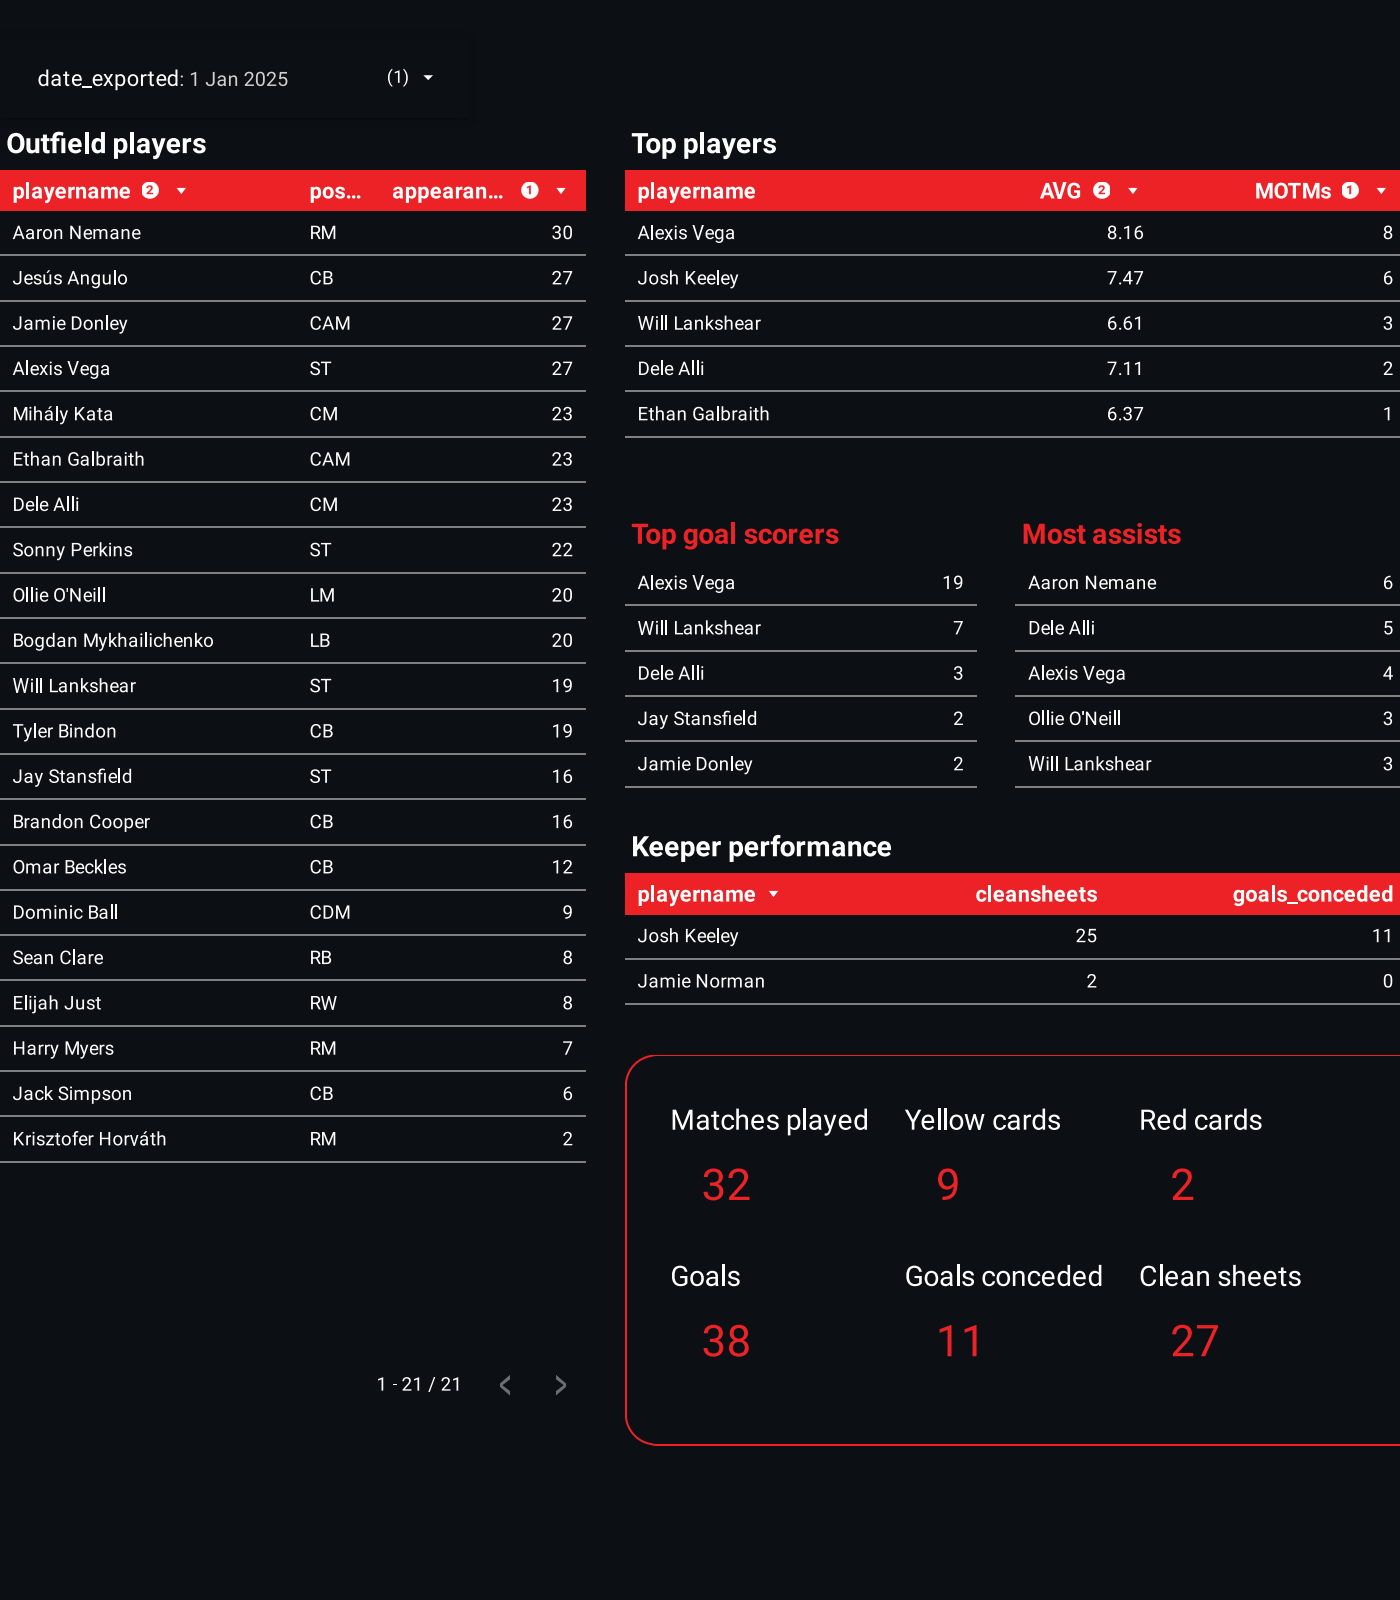 date_exported: 1 Jan 2025 (1)
Outfield players
playername 2 pos... appearan... 1
Aaron Nemane RM 30
Jesús Angulo CB 27
Jamie Donley CAM 27
Alexis Vega ST 27
Mihály Kata CM 23
Ethan Galbraith CAM 23
Dele Alli CM 23
Sonny Perkins ST 22
Ollie O'Neill LM 20
Bogdan Mykhailichenko LB 20
Will Lankshear ST 19
Tyler Bindon CB 19
Jay Stansfield ST 16
Brandon Cooper CB 16
Omar Beckles CB 12
Dominic Ball CDM 9
Sean Clare RB 8
Elijah Just RW 8
Harry Myers RM 7
Jack Simpson CB 6
Krisztofer Horváth RM 2
1 - 21 / 21 < >
Top players
playername AVG 2 MOTMs 1
Alexis Vega 8.16 8
Josh Keeley 7.47 6
Will Lankshear 6.61 3
Dele Alli 7.11 2
Ethan Galbraith 6.37 1
Top goal scorers
Alexis Vega 19
Will Lankshear 7
Dele Alli 3
Jay Stansfield 2
Jamie Donley 2
Most assists
Aaron Nemane 6
Dele Alli 5
Alexis Vega 4
Ollie O'Neill 3
Will Lankshear 3
Keeper performance
playername cleansheets goals_conceded
Josh Keeley 25 11
Jamie Norman 2 0
Matches played Yellow cards Red cards
32 9 2
Goals Goals conceded Clean sheets
38 11 27